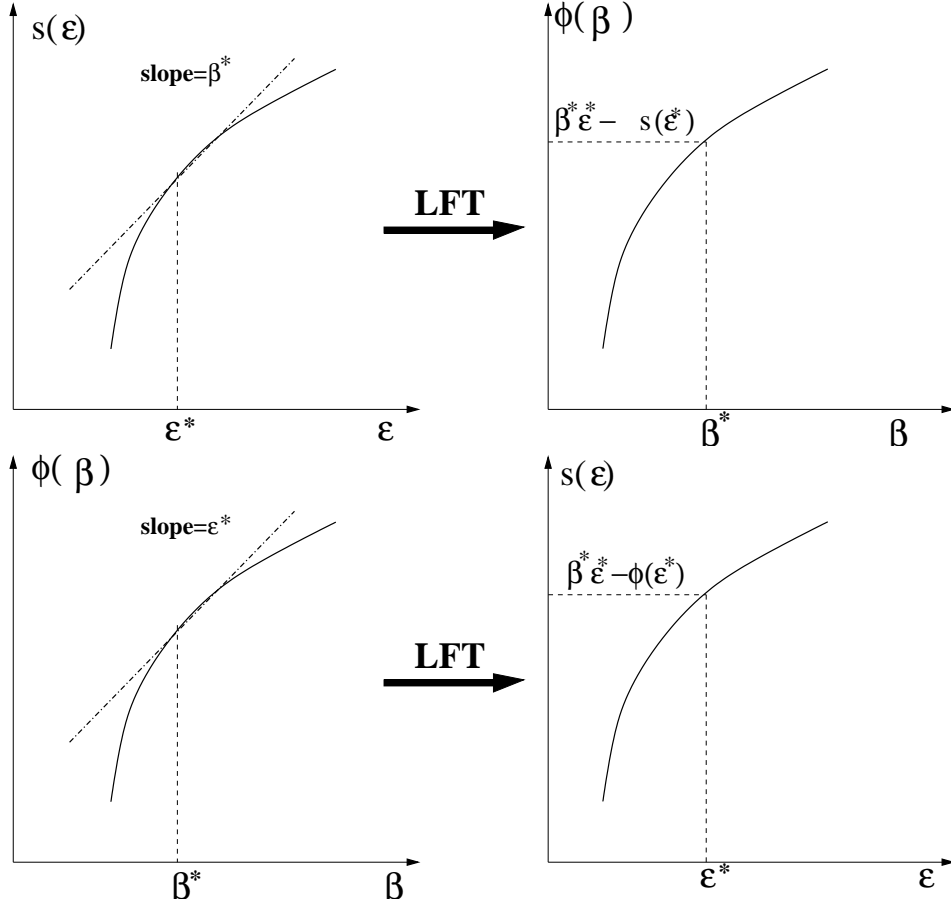 s(ε)
slope=β*
ε*
ε
LFT
ϕ(β)
β*ε* − s(ε*)
β*
β
ϕ(β)
slope=ε*
β*
β
LFT
s(ε)
β*ε* −ϕ(ε*)
ε*
ε